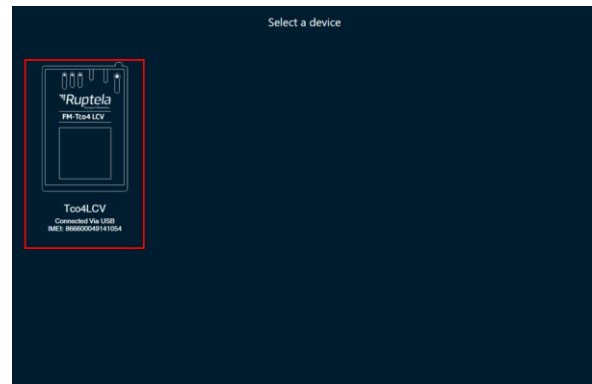 Select a device
Ruptela
FM-Tco4 LCV
Tco4LCV
Connected Via USB
IMEI: 866600049141054